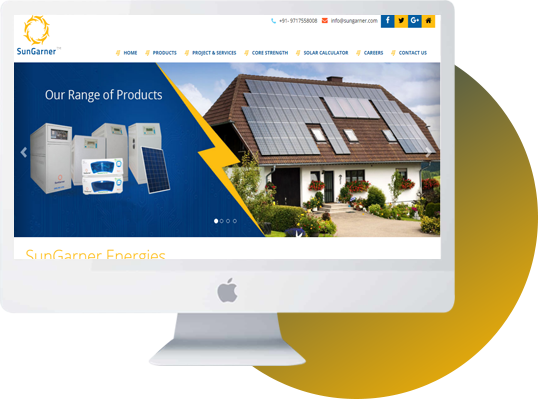 +91- 9717558008 info@sungarner.com
SunGarner
HOME PRODUCTS PROJECT & SERVICES CORE STRENGTH SOLAR CALCULATOR CAREERS CONTACT US
Our Range of Products
SunGarner Energies